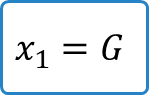 x₁ = G